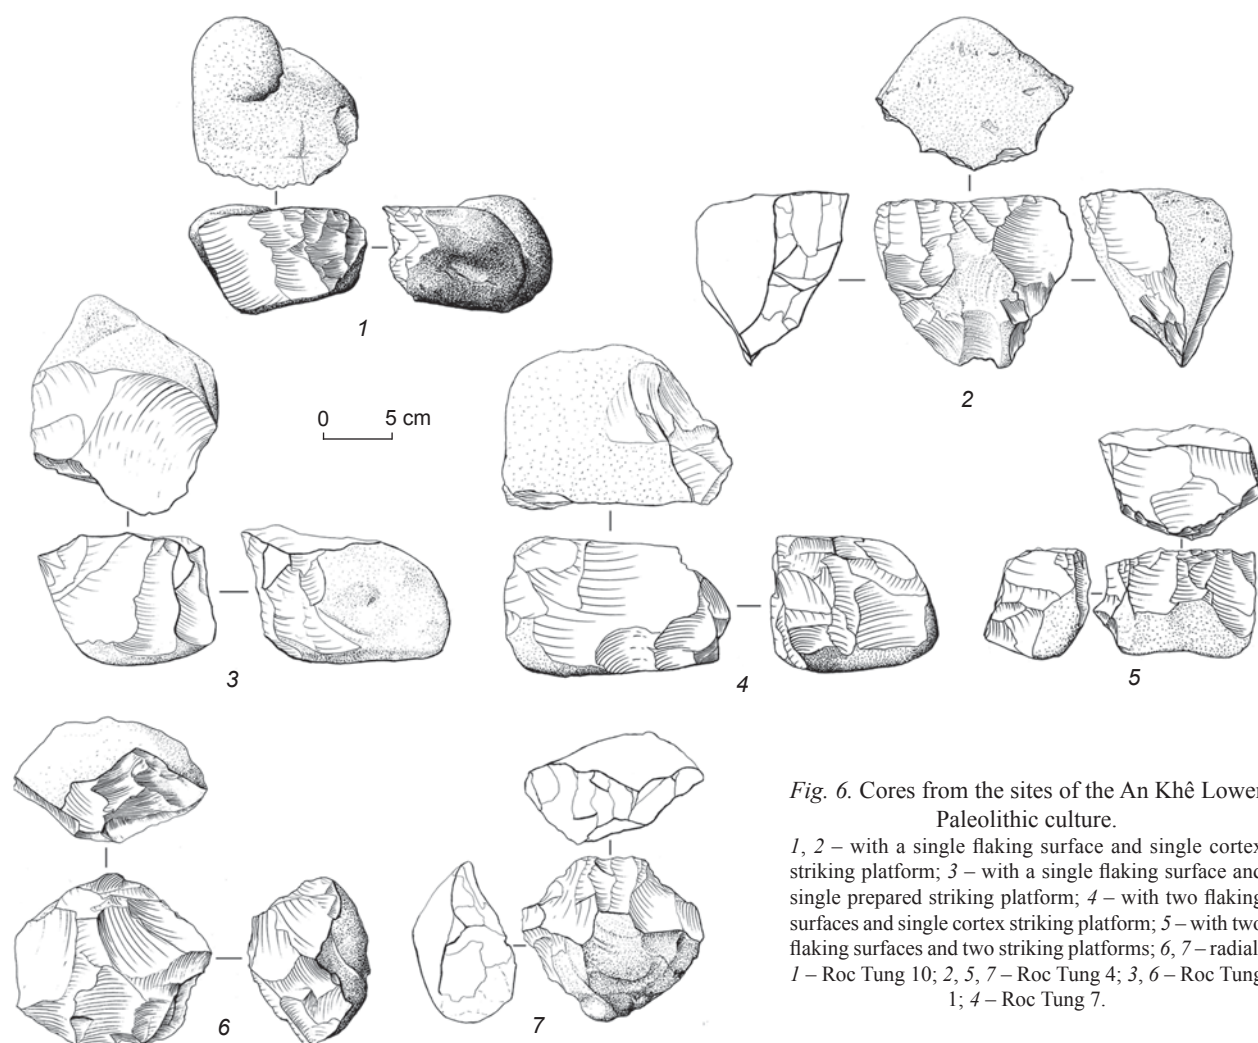 1
2
0 5 cm
3
4
5
6
7
Fig. 6. Cores from the sites of the An Khê Lower
Paleolithic culture.
1, 2 – with a single flaking surface and single cortex
striking platform; 3 – with a single flaking surface and
single prepared striking platform; 4 – with two flaking
surfaces and single cortex striking platform; 5 – with two
flaking surfaces and two striking platforms; 6, 7 – radial
1 – Roc Tung 10; 2, 5, 7 – Roc Tung 4; 3, 6 – Roc Tung
1; 4 – Roc Tung 7.